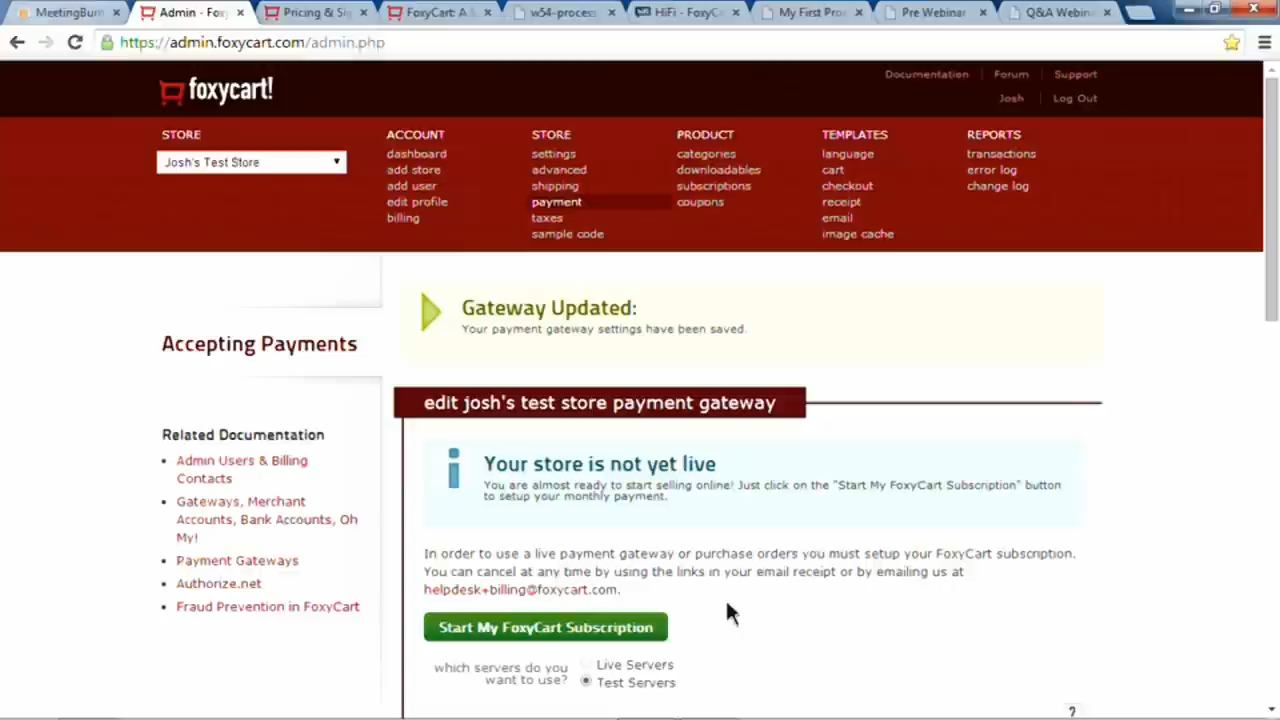 MeetingBurn
Admin - Fox
Pricing & Sig
FoxyCart: A
w54-process
HiFi - FoxyC
My First Pro
Pre Webinar
Q&A Webin
https://admin.foxycart.com/admin.php
foxycart!
Documentation
Forum
Support
Josh
Log Out
STORE
Josh's Test Store
ACCOUNT
dashboard
add store
add user
edit profile
billing
STORE
settings
advanced
shipping
payment
taxes
sample code
PRODUCT
categories
downloadables
subscriptions
coupons
TEMPLATES
language
cart
checkout
receipt
email
image cache
REPORTS
transactions
error log
change log
Gateway Updated:
Your payment gateway settings have been saved.
Accepting Payments
Related Documentation
Admin Users & Billing
Contacts
Gateways, Merchant
Accounts, Bank Accounts, Oh
My!
Payment Gateways
Authorize.net
Fraud Prevention in FoxyCart
edit josh's test store payment gateway
Your store is not yet live
You are almost ready to start selling online! Just click on the "Start My FoxyCart Subscription" button
to setup your monthly payment.
In order to use a live payment gateway or purchase orders you must setup your FoxyCart subscription.
You can cancel at any time by using the links in your email receipt or by emailing us at
helpdesk+billing@foxycart.com.
Start My FoxyCart Subscription
which servers do you
want to use?
Live Servers
Test Servers
?